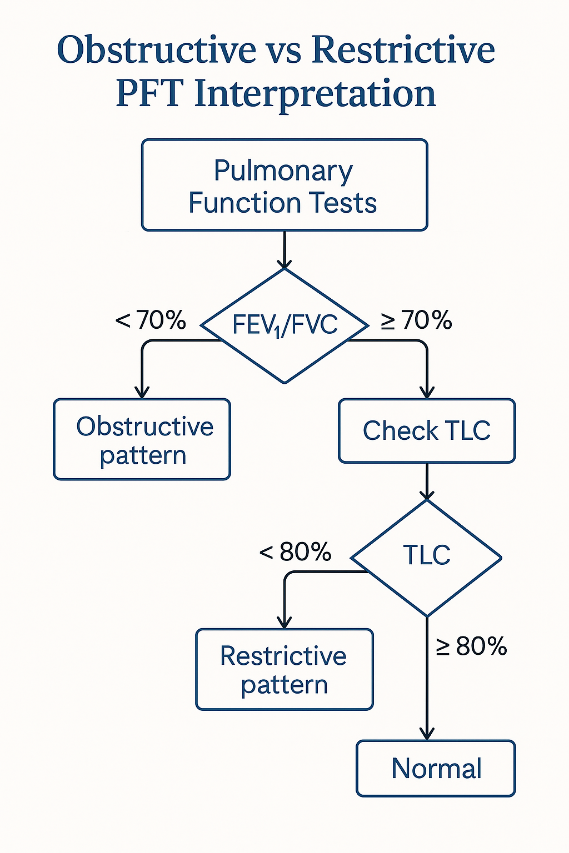 Obstructive vs Restrictive
PFT Interpretation
Pulmonary
Function Tests
< 70%
FEV₁/FVC
≥ 70%
Obstructive
pattern
Check TLC
< 80%
TLC
Restrictive
pattern
≥ 80%
Normal